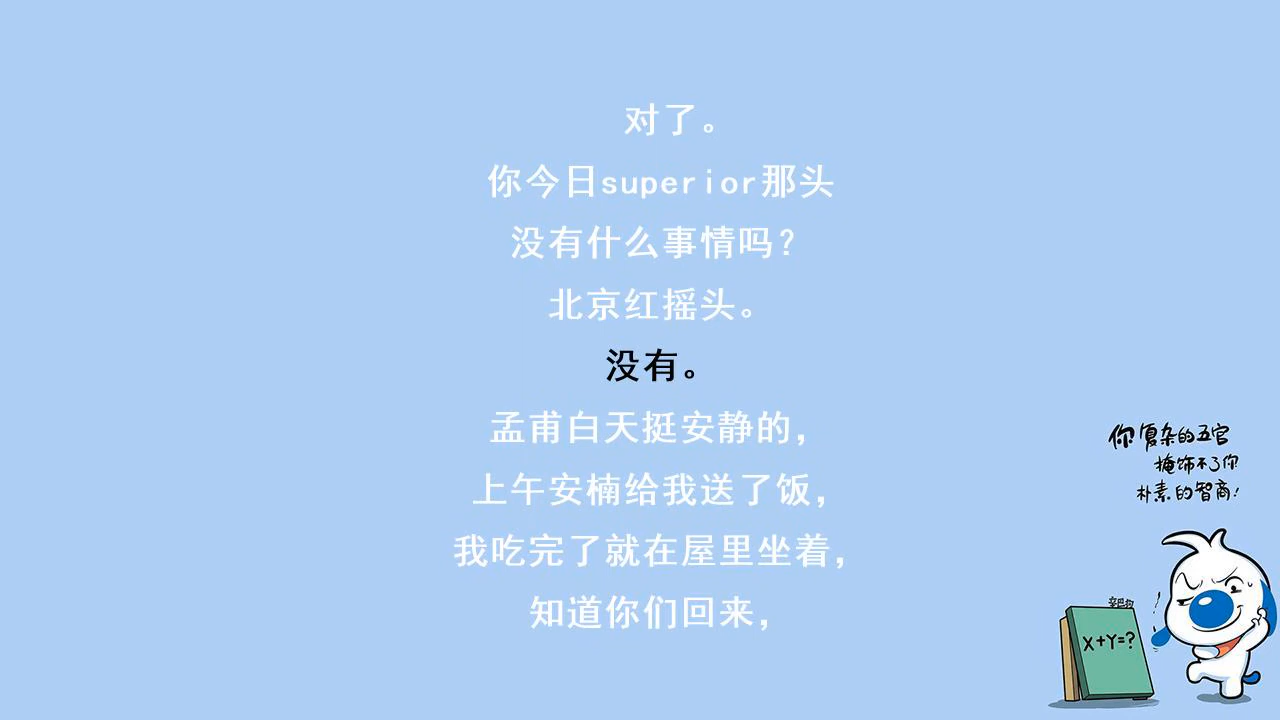 对了。
你今日superior那头
没有什么事情吗？
北京红摇头。
没有。
孟甫白天挺安静的，
上午安楠给我送了饭，
我吃完了就在屋里坐着，
知道你们回来，
你复杂的五官
掩饰不了你
朴素的智商！
X+Y=?